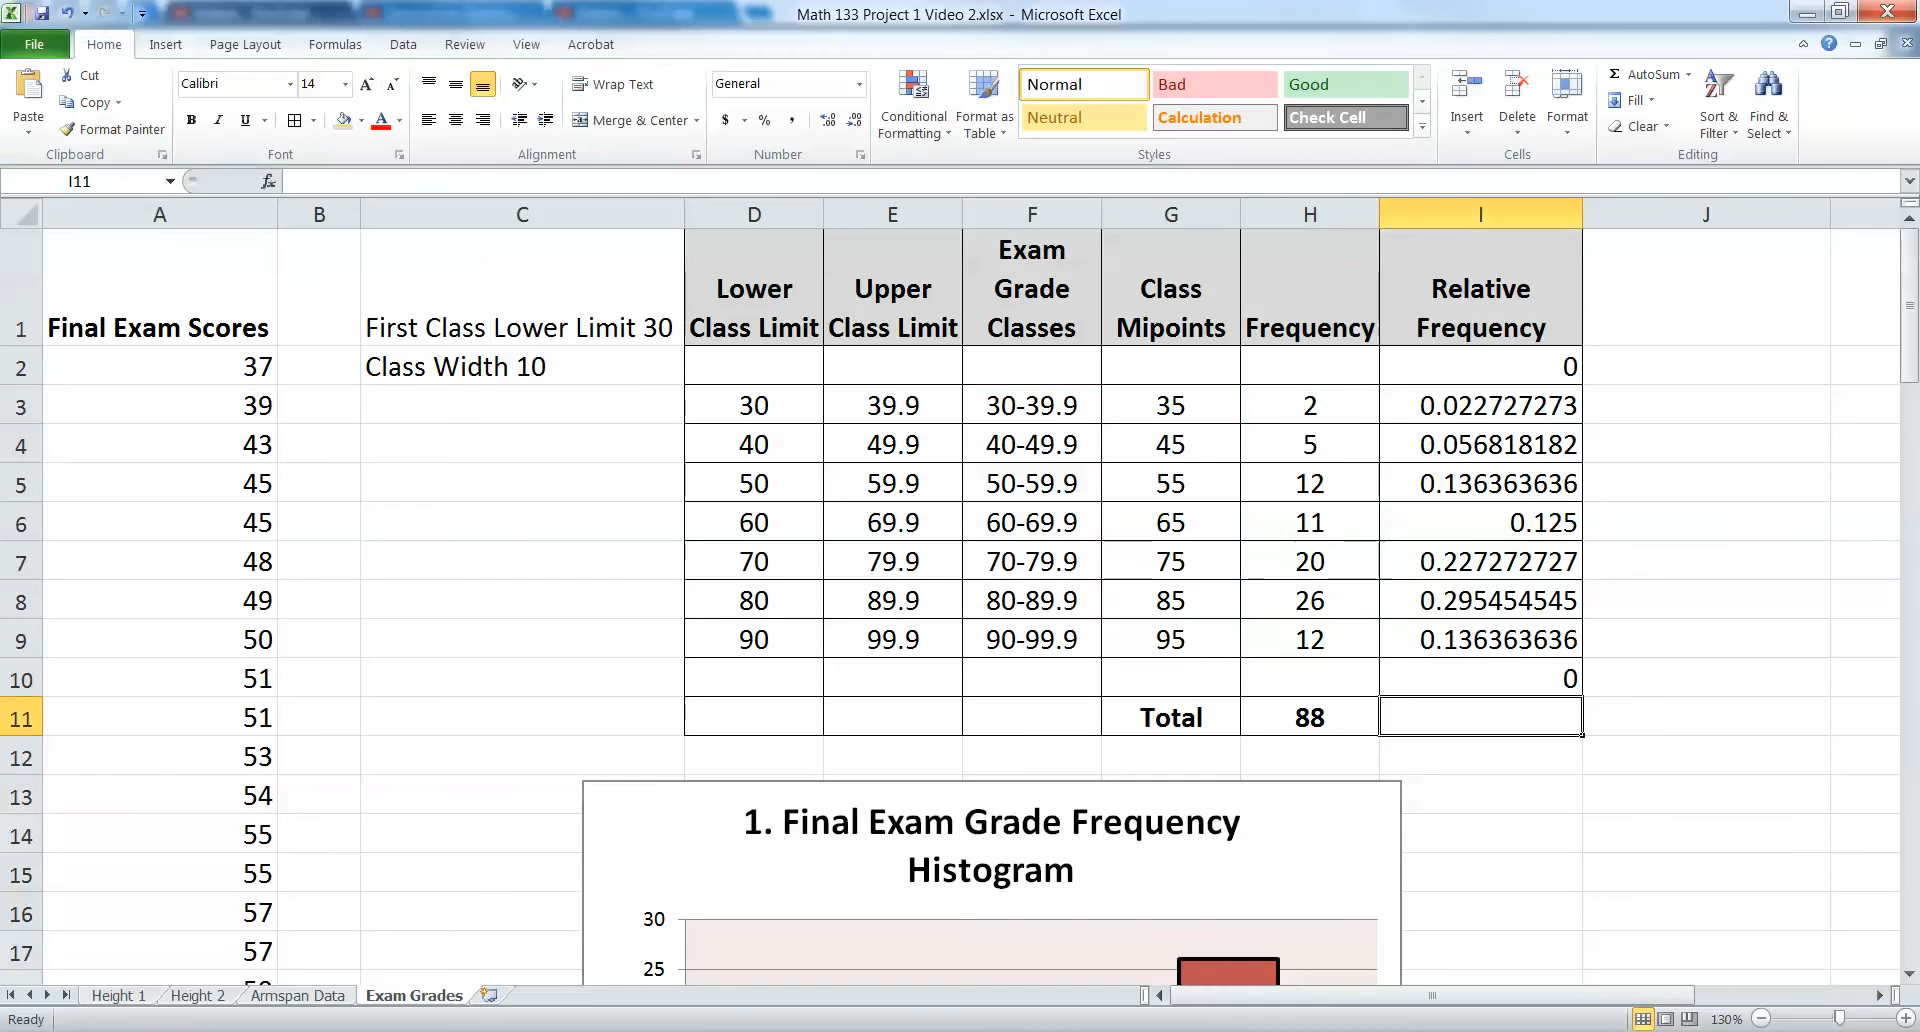 Math 133 Project 1 Video 2.xlsx - Microsoft Excel
File Home Insert Page Layout Formulas Data Review View Acrobat
Paste
Cut
Copy
Format Painter
Clipboard
Calibri 14
B I U
Font
Wrap Text
Merge & Center
Alignment
General
$ % ,
Number
Conditional Formatting
Format as Table
Normal Bad Good
Neutral Calculation Check Cell
Styles
Insert Delete Format
Cells
AutoSum
Fill
Clear
Sort & Filter
Find & Select
Editing
I11 fx
A B C D E F G H I J
1 Final Exam Scores First Class Lower Limit 30 Lower Class Limit Upper Class Limit Exam Grade Classes Class Mipoints Frequency Relative Frequency
2 37 Class Width 10 0
3 39 30 39.9 30-39.9 35 2 0.022727273
4 43 40 49.9 40-49.9 45 5 0.056818182
5 45 50 59.9 50-59.9 55 12 0.136363636
6 45 60 69.9 60-69.9 65 11 0.125
7 48 70 79.9 70-79.9 75 20 0.227272727
8 49 80 89.9 80-89.9 85 26 0.295454545
9 50 90 99.9 90-99.9 95 12 0.136363636
10 51 0
11 51 Total 88
12 53
13 54
14 55
15 55
16 57
17 57
1. Final Exam Grade Frequency
Histogram
30
25
Height 1 Height 2 Armspan Data Exam Grades
Ready 130%